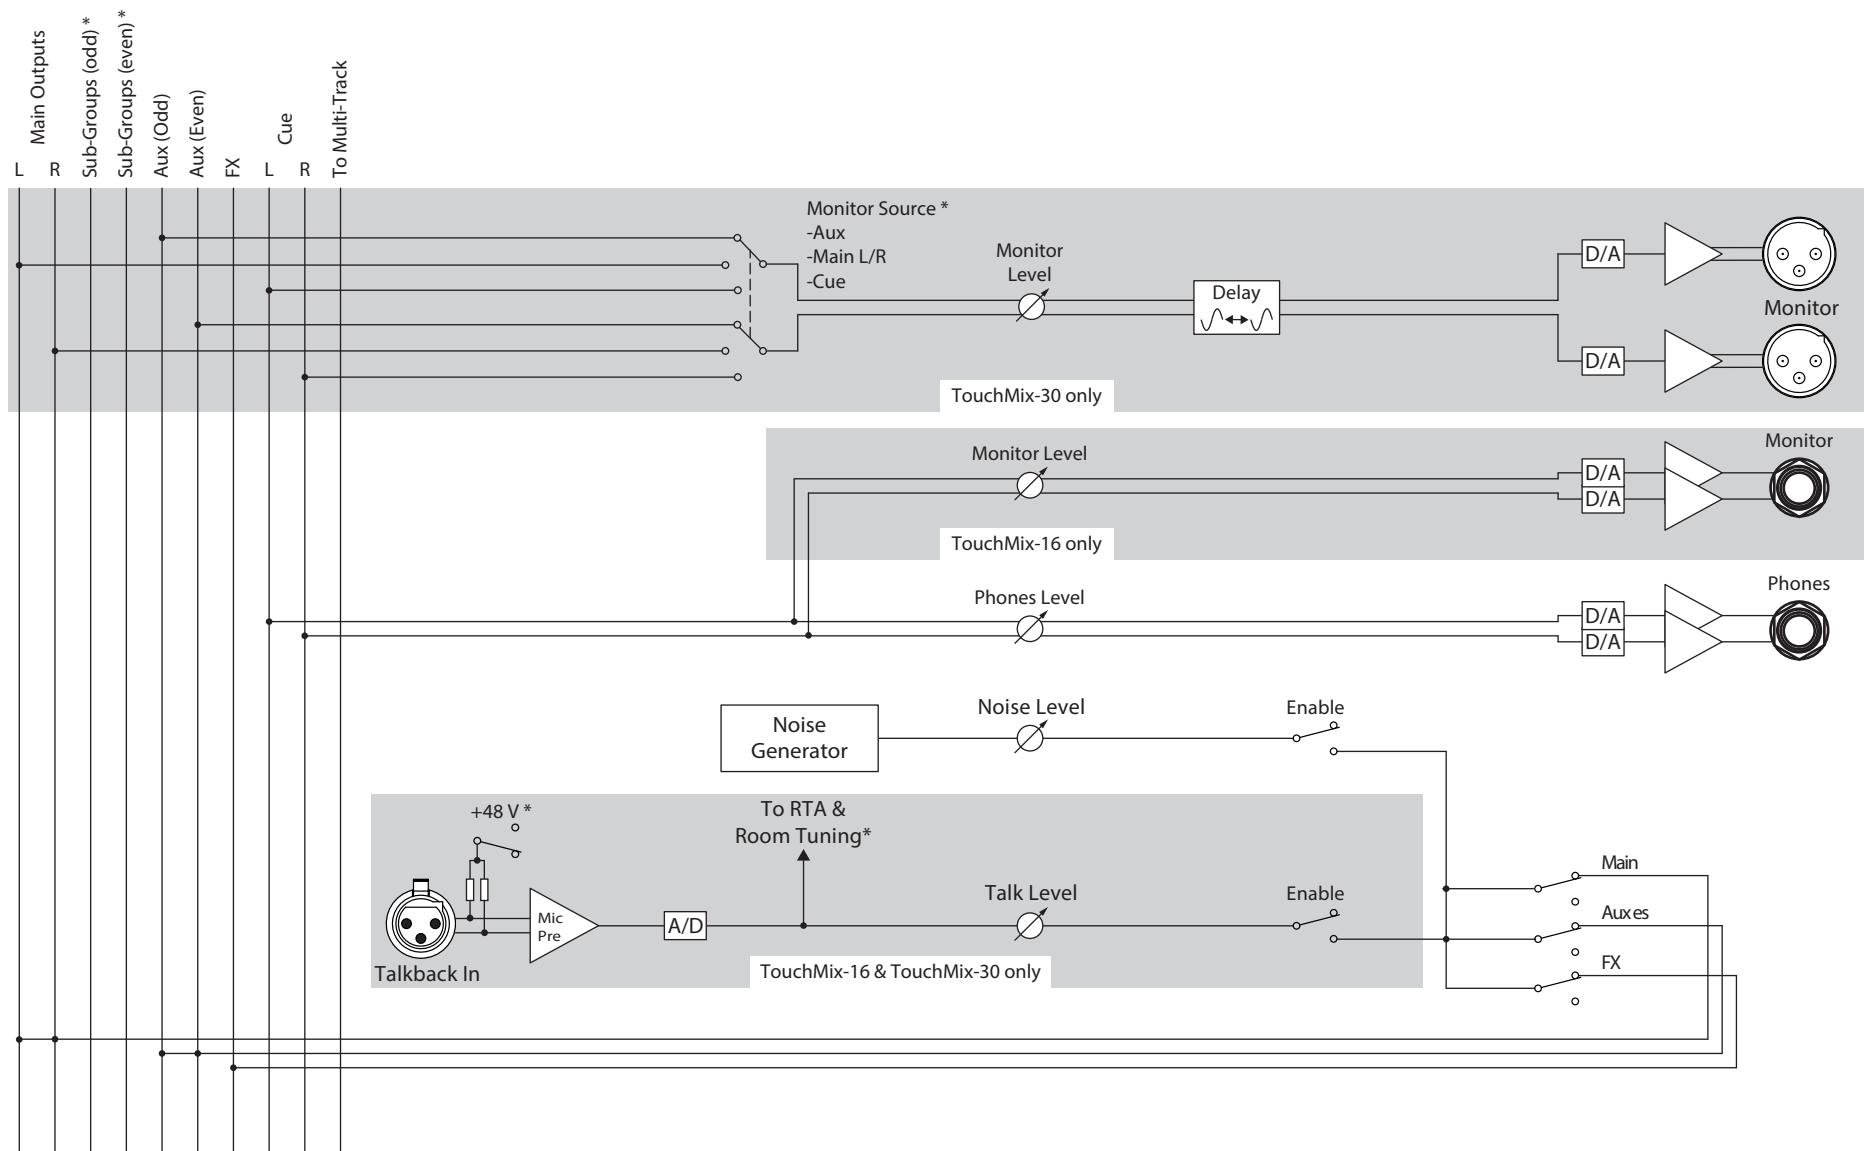 Main Outputs
Sub-Groups (odd) *
Sub-Groups (even) *
Aux (Odd)
Aux (Even)
FX
Cue
To Multi-Track
L
R
L
R
Monitor Source *
-Aux
-Main L/R
-Cue
Monitor
Level
Delay
D/A
Monitor
D/A
TouchMix-30 only
Monitor Level
D/A
D/A
Monitor
TouchMix-16 only
Phones Level
D/A
D/A
Phones
Noise
Generator
Noise Level
Enable
+48 V *
To RTA &
Room Tuning*
Mic
Pre
A/D
Talk Level
Enable
Talkback In
TouchMix-16 & TouchMix-30 only
Main
Auxes
FX